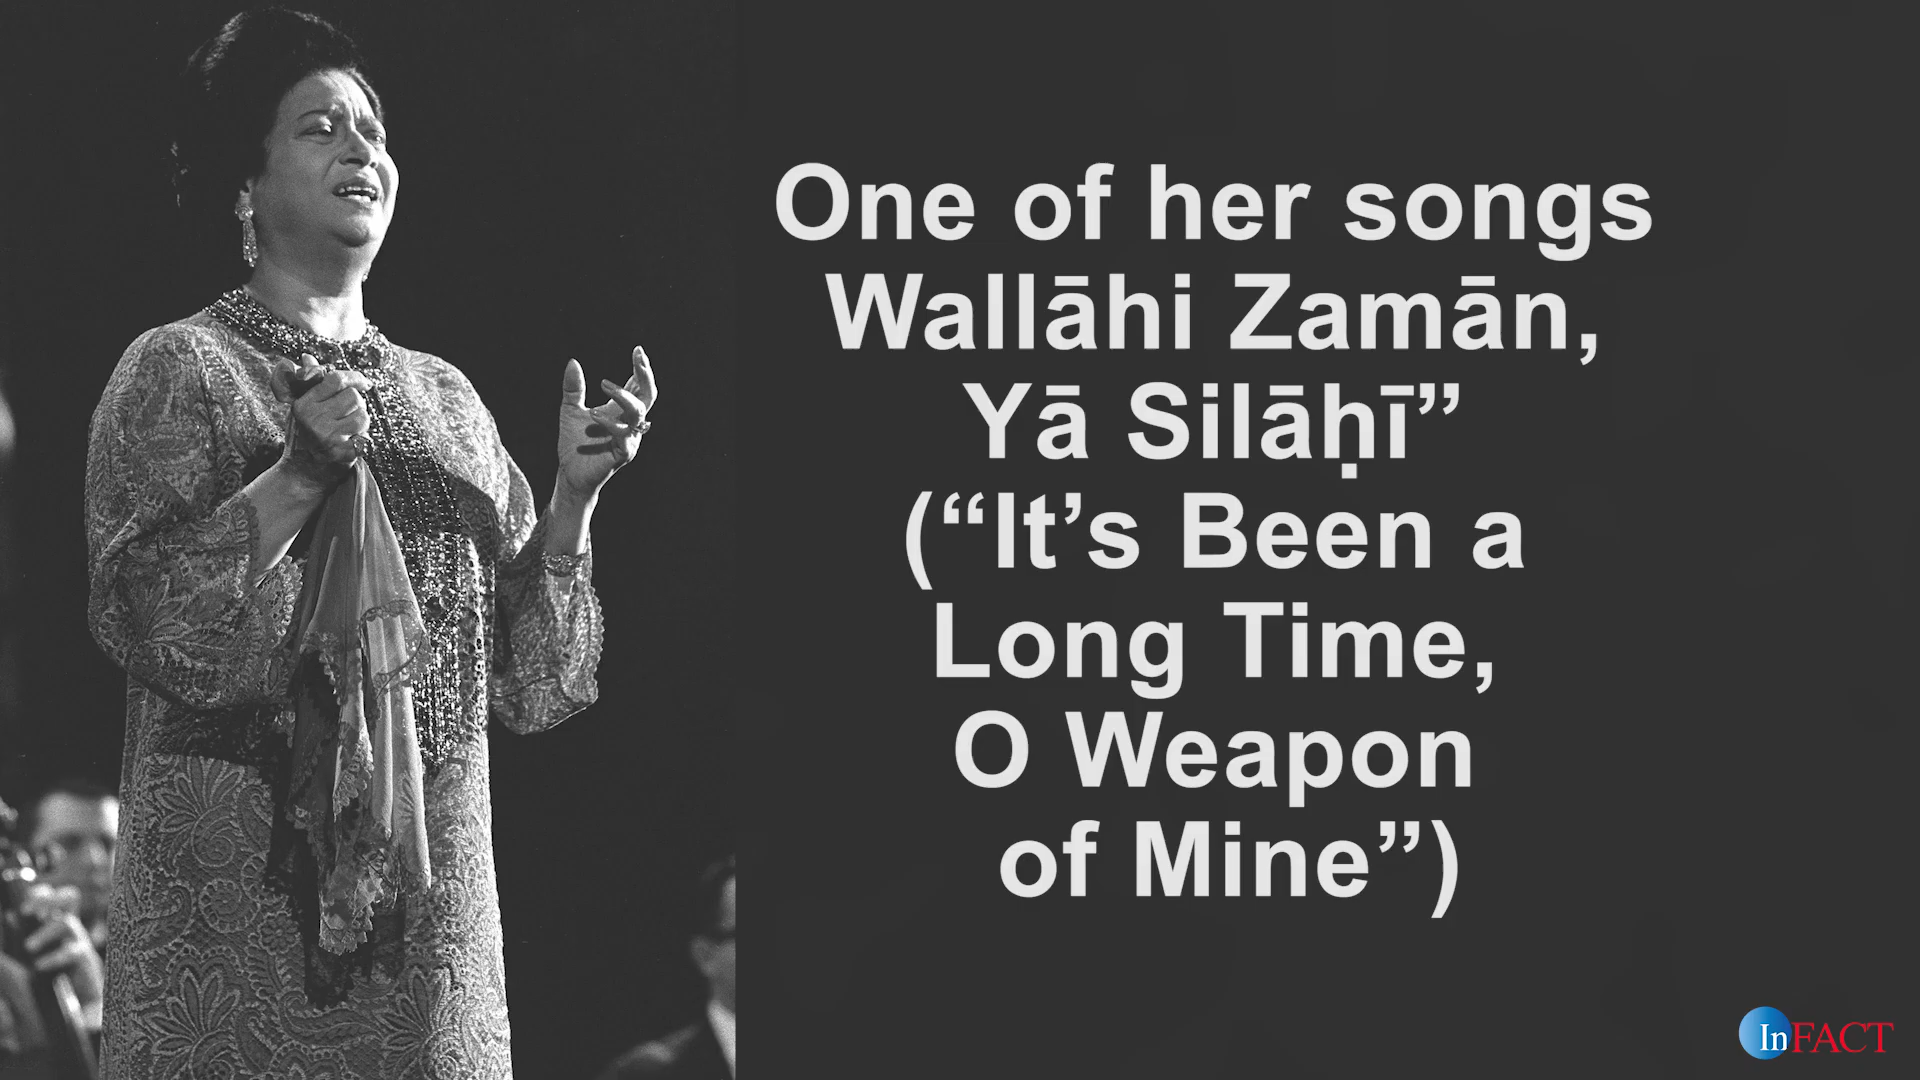 One of her songs
Wallāhi Zamān,
Yā Silāḥī”
(“It’s Been a
Long Time,
O Weapon
of Mine”)
InFACT